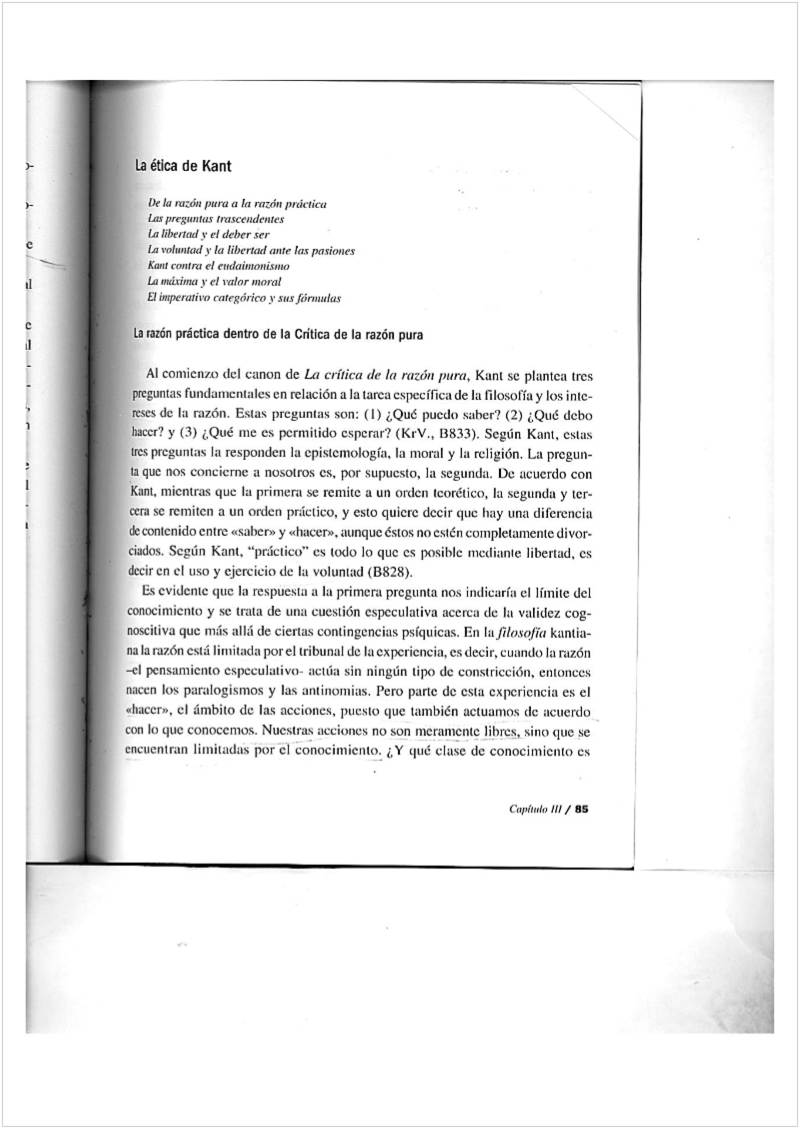 La ética de Kant
De la razón pura a la razón práctica
Las preguntas trascendentes
La libertad y el deber ser
La voluntad y la libertad ante las pasiones
Kant contra el eudaimonismo
La máxima y el valor moral
El imperativo categórico y sus fórmulas
La razón práctica dentro de la Crítica de la razón pura
Al comienzo del canon de La crítica de la razón pura, Kant se plantea tres
preguntas fundamentales en relación a la tarea específica de la filosofía y los inte-
reses de la razón. Estas preguntas son: (1) ¿Qué puedo saber? (2) ¿Qué debo
hacer? y (3) ¿Qué me es permitido esperar? (KrV., B833). Según Kant, estas
tres preguntas la responden la epistemología, la moral y la religión. La pregun-
ta que nos concierne a nosotros es, por supuesto, la segunda. De acuerdo con
Kant, mientras que la primera se remite a un orden teorético, la segunda y ter-
cera se remiten a un orden práctico, y esto quiere decir que hay una diferencia
de contenido entre «saber» y «hacer», aunque éstos no estén completamente divor-
ciados. Según Kant, “práctico” es todo lo que es posible mediante libertad, es
decir en el uso y ejercicio de la voluntad (B828).
Es evidente que la respuesta a la primera pregunta nos indicaría el límite del
conocimiento y se trata de una cuestión especulativa acerca de la validez cog-
noscitiva que más allá de ciertas contingencias psíquicas. En la filosofía kantia-
na la razón está limitada por el tribunal de la experiencia, es decir, cuando la razón
–el pensamiento especulativo- actúa sin ningún tipo de constricción, entonces
nacen los paralogismos y las antinomias. Pero parte de esta experiencia es el
«hacer», el ámbito de las acciones, puesto que también actuamos de acuerdo
con lo que conocemos. Nuestras acciones no son meramente libres, sino que se
encuentran limitadas por el conocimiento. ¿Y qué clase de conocimiento es
Capítulo III / 85